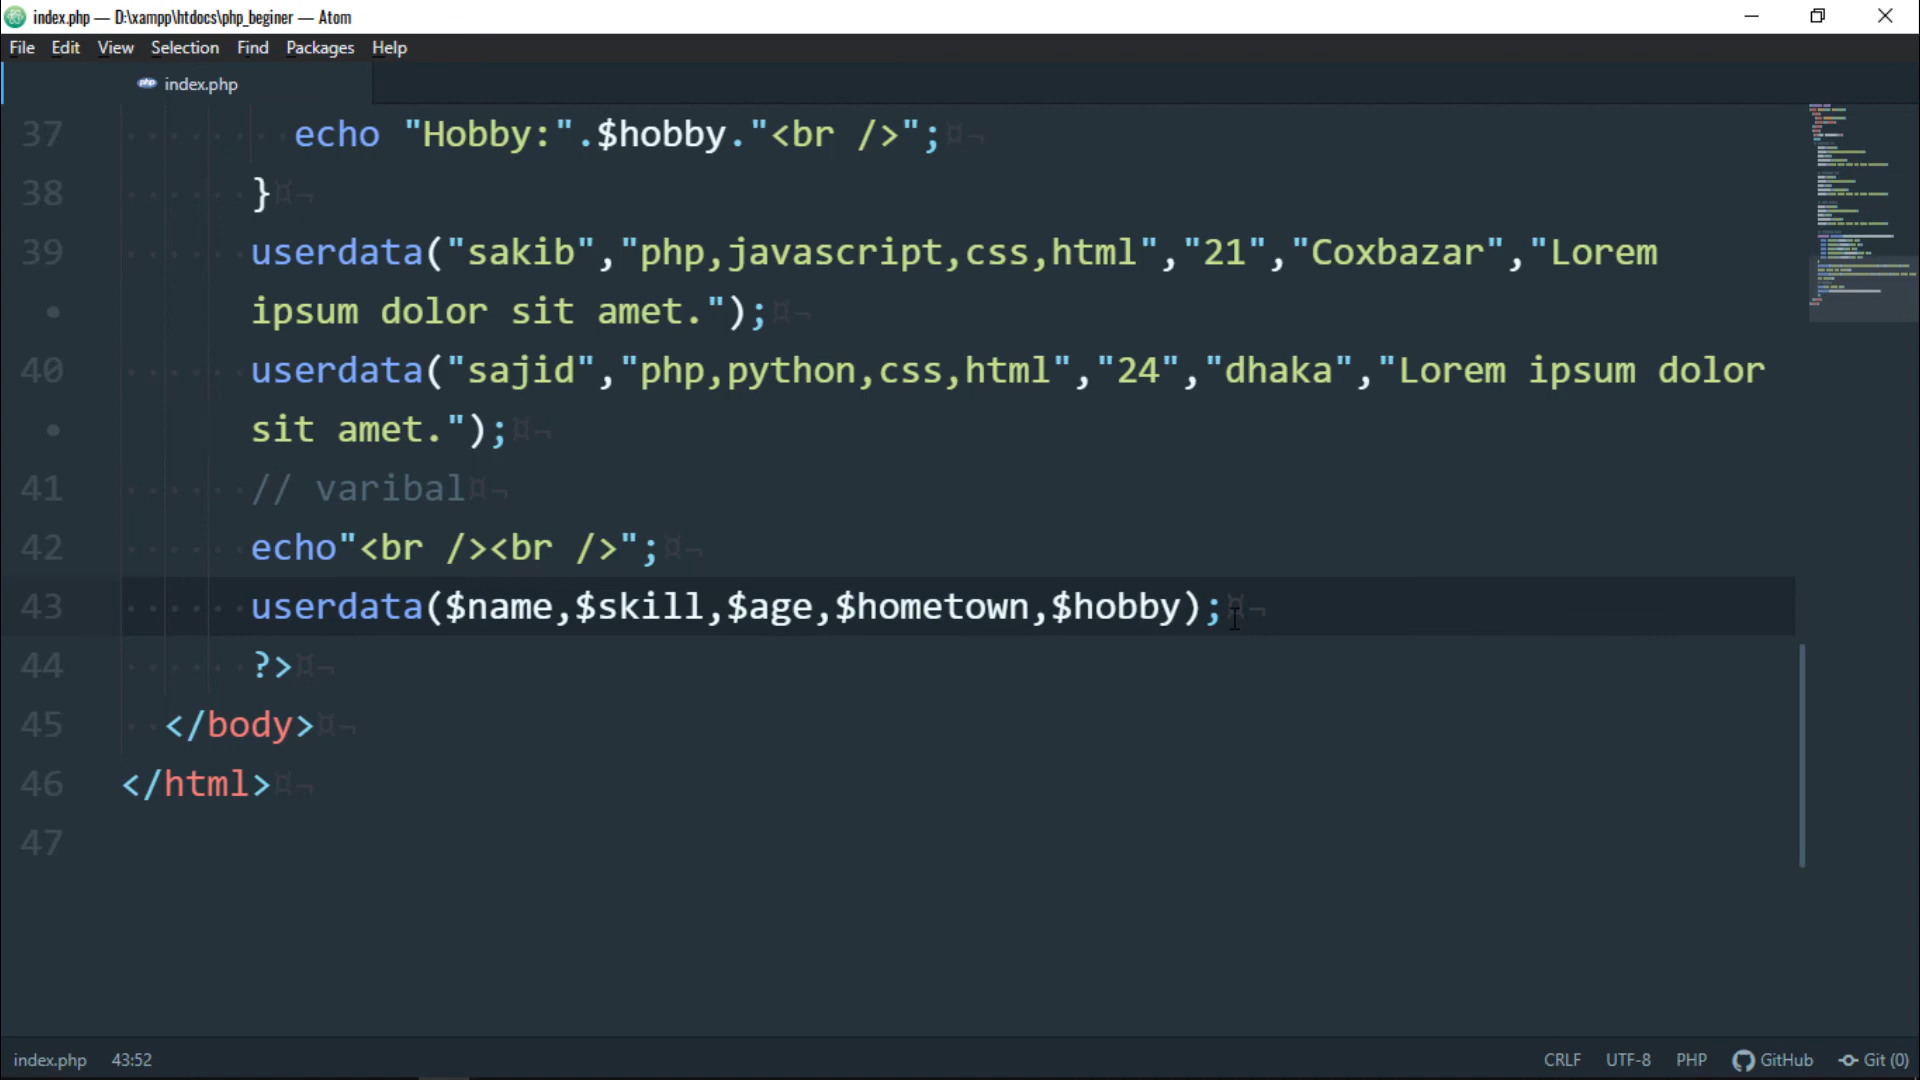 index.php — D:\xampp\htdocs\php_beginer — Atom
File Edit View Selection Find Packages Help
php index.php
37 echo "Hobby:".$hobby."<br />";
38 }
39 userdata("sakib","php,javascript,css,html","21","Coxbazar","Lorem
ipsum dolor sit amet.");
40 userdata("sajid","php,python,css,html","24","dhaka","Lorem ipsum dolor
sit amet.");
41 // varibal
42 echo"<br /><br />";
43 userdata($name,$skill,$age,$hometown,$hobby);
44 ?>
45 </body>
46 </html>
47
index.php 43:52 CRLF UTF-8 PHP GitHub Git (0)